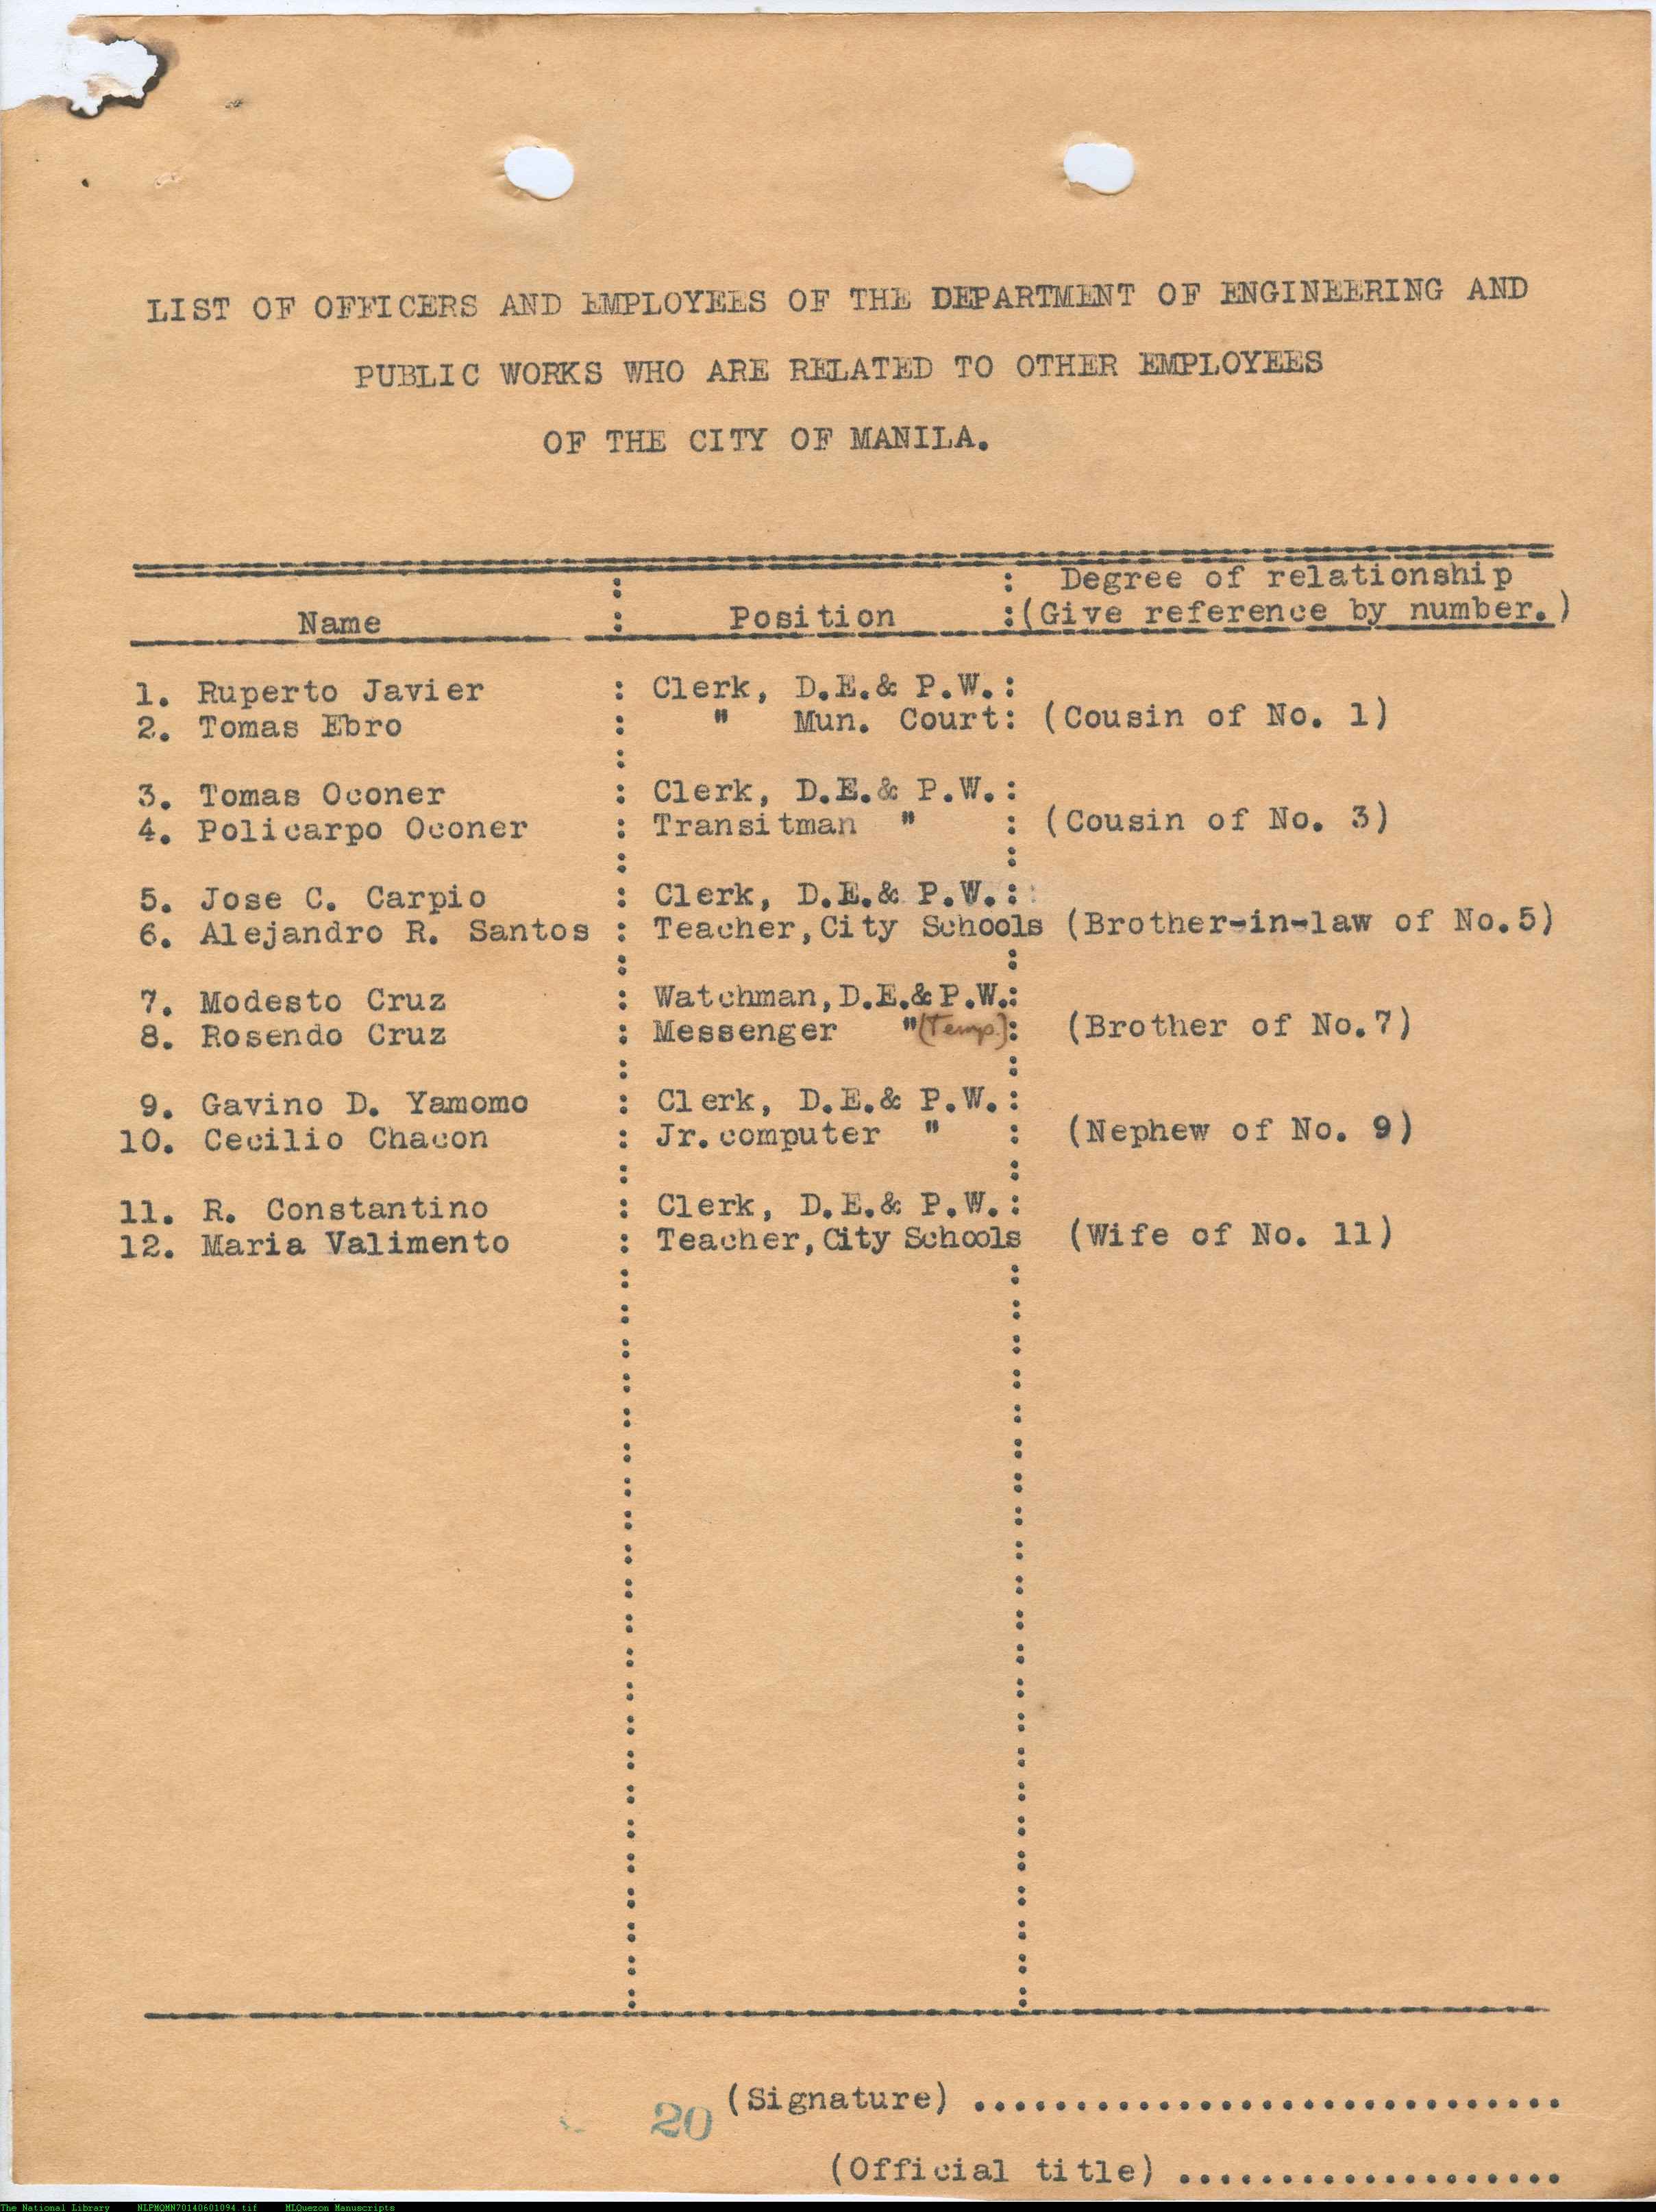 LIST OF OFFICERS AND EMPLOYEES OF THE DEPARTMENT OF ENGINEERING AND
PUBLIC WORKS WHO ARE RELATED TO OTHER EMPLOYEES
OF THE CITY OF MANILA.
Name : Position : Degree of relationship
(Give reference by number.)
1. Ruperto Javier : Clerk, D.E.& P.W. :
2. Tomas Ebro : " Mun. Court: (Cousin of No. 1)
3. Tomas Oconer : Clerk, D.E.& P.W. :
4. Policarpo Oconer : Transitman " : (Cousin of No. 3)
5. Jose C. Carpio : Clerk, D.E.& P.W. :
6. Alejandro R. Santos : Teacher, City Schools (Brother-in-law of No.5)
7. Modesto Cruz : Watchman, D.E.& P.W.:
8. Rosendo Cruz : Messenger " (Temp.): (Brother of No.7)
9. Gavino D. Yamomo : Clerk, D.E.& P.W. :
10. Cecilio Chacon : Jr. computer " : (Nephew of No. 9)
11. R. Constantino : Clerk, D.E.& P.W. :
12. Maria Valimento : Teacher, City Schools (Wife of No. 11)
(Signature) .............................
20
(Official title) ...................
The National Library NLPMQMN70140601094 tif MLQuezon Manuscripts